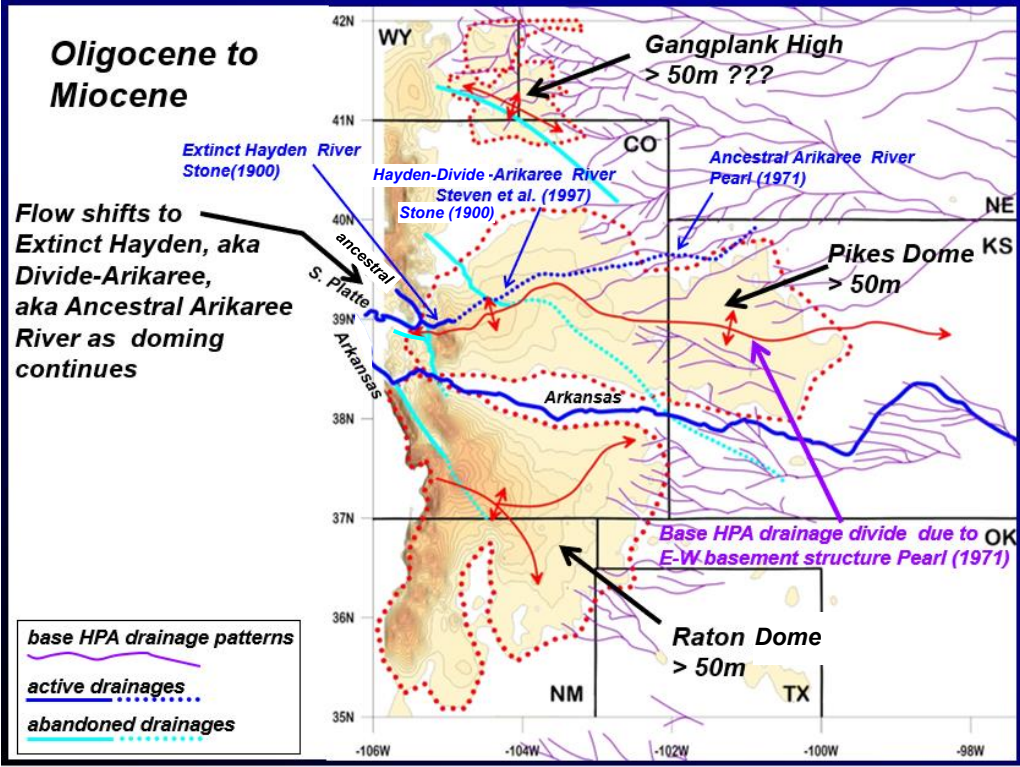 Oligocene to
Miocene
42N
WY
Gangplank High
> 50m ???
41N
CO
Extinct Hayden River
Stone(1900)
Hayden-Divide -Arikaree River
Steven et al. (1997)
Stone (1900)
Ancestral Arikaree River
Pearl (1971)
NE
40N
KS
Flow shifts to
Extinct Hayden, aka
Divide-Arikaree,
aka Ancestral Arikaree
River as doming
continues
ancestral
S. Platte
39N
Pikes Dome
> 50m
Arkansas
Arkansas
38N
37N
Base HPA drainage divide due to
E-W basement structure Pearl (1971)
OK
36N
Raton Dome
> 50m
NM
TX
35N
base HPA drainage patterns
active drainages
abandoned drainages
-106W
-104W
-102W
-100W
-98W